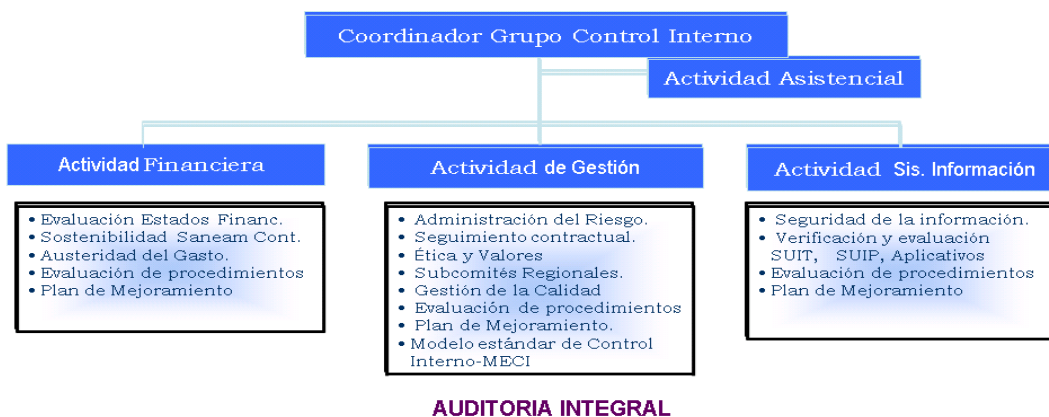 Coordinador Grupo Control Interno
Actividad Asistencial
Actividad Financiera
• Evaluación Estados Financ.
• Sostenibilidad Saneam Cont.
• Austeridad del Gasto.
• Evaluación de procedimientos
• Plan de Mejoramiento
Actividad de Gestión
• Administración del Riesgo.
• Seguimiento contractual.
• Ética y Valores
• Subcomités Regionales.
• Gestión de la Calidad
• Evaluación de procedimientos
• Plan de Mejoramiento.
• Modelo estándar de Control
Interno-MECI
Actividad Sis. Información
• Seguridad de la información.
• Verificación y evaluación
SUIT, SUIP, Aplicativos
• Evaluación de procedimientos
• Plan de Mejoramiento
AUDITORIA INTEGRAL